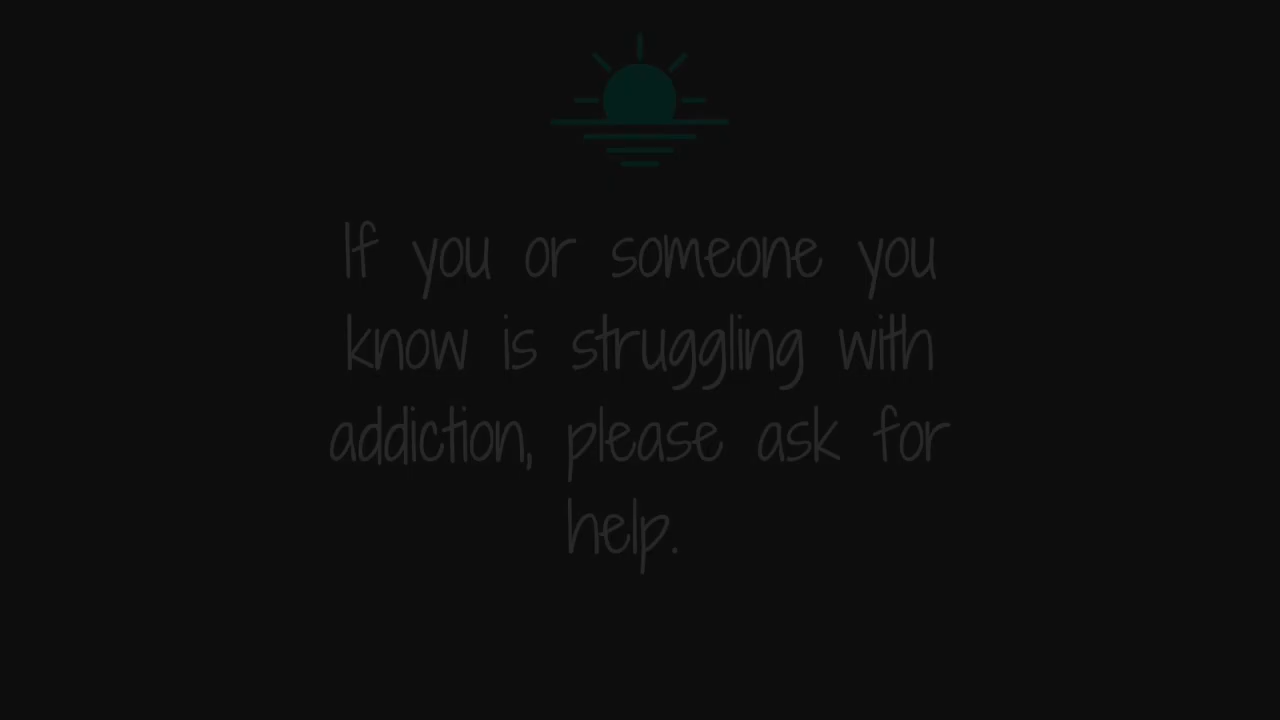 If you or someone you
know is struggling with
addiction, please ask for
help.